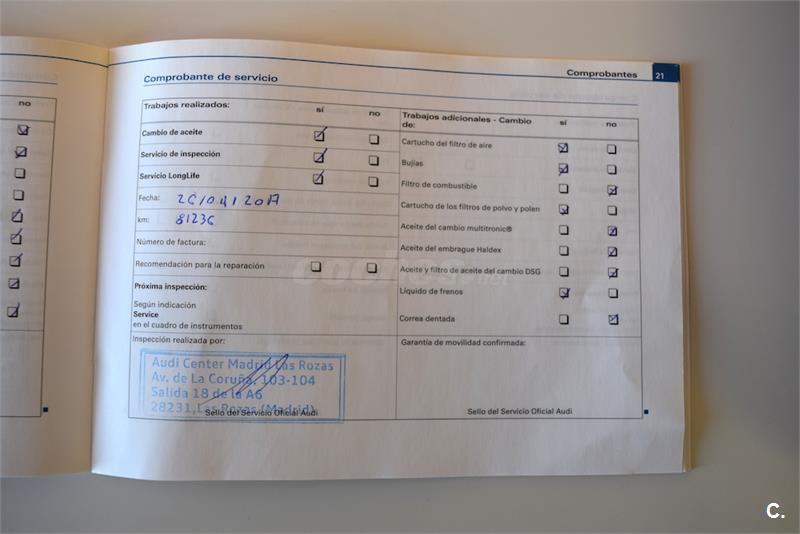 no
Comprobante de servicio
Comprobantes 21
Trabajos realizados: sí no
Cambio de aceite
Servicio de inspección
Servicio LongLife
Fecha: 26/04/2017
km: 81236
Número de factura:
Recomendación para la reparación
Próxima inspección:
Según indicación
Service
en el cuadro de instrumentos
Inspección realizada por:
Audi Center Madrid Las Rozas
Av. de La Coruña, 103-104
Salida 18 de la A6
28231, Las Rozas (Madrid)
Sello del Servicio Oficial Audi
Trabajos adicionales - Cambio sí no
de:
Cartucho del filtro de aire
Bujías
Filtro de combustible
Cartucho de los filtros de polvo y polen
Aceite del cambio multitronic®
Aceite del embrague Haldex
Aceite y filtro de aceite del cambio DSG
Líquido de frenos
Correa dentada
Garantía de movilidad confirmada:
Sello del Servicio Oficial Audi
coches.net
C.